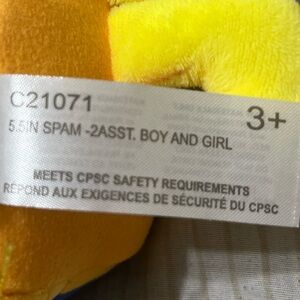 C21071
3+
5.5IN SPAM -2ASST. BOY AND GIRL
MEETS CPSC SAFETY REQUIREMENTS
RÉPOND AUX EXIGENCES DE SÉCURITÉ DU CPSC